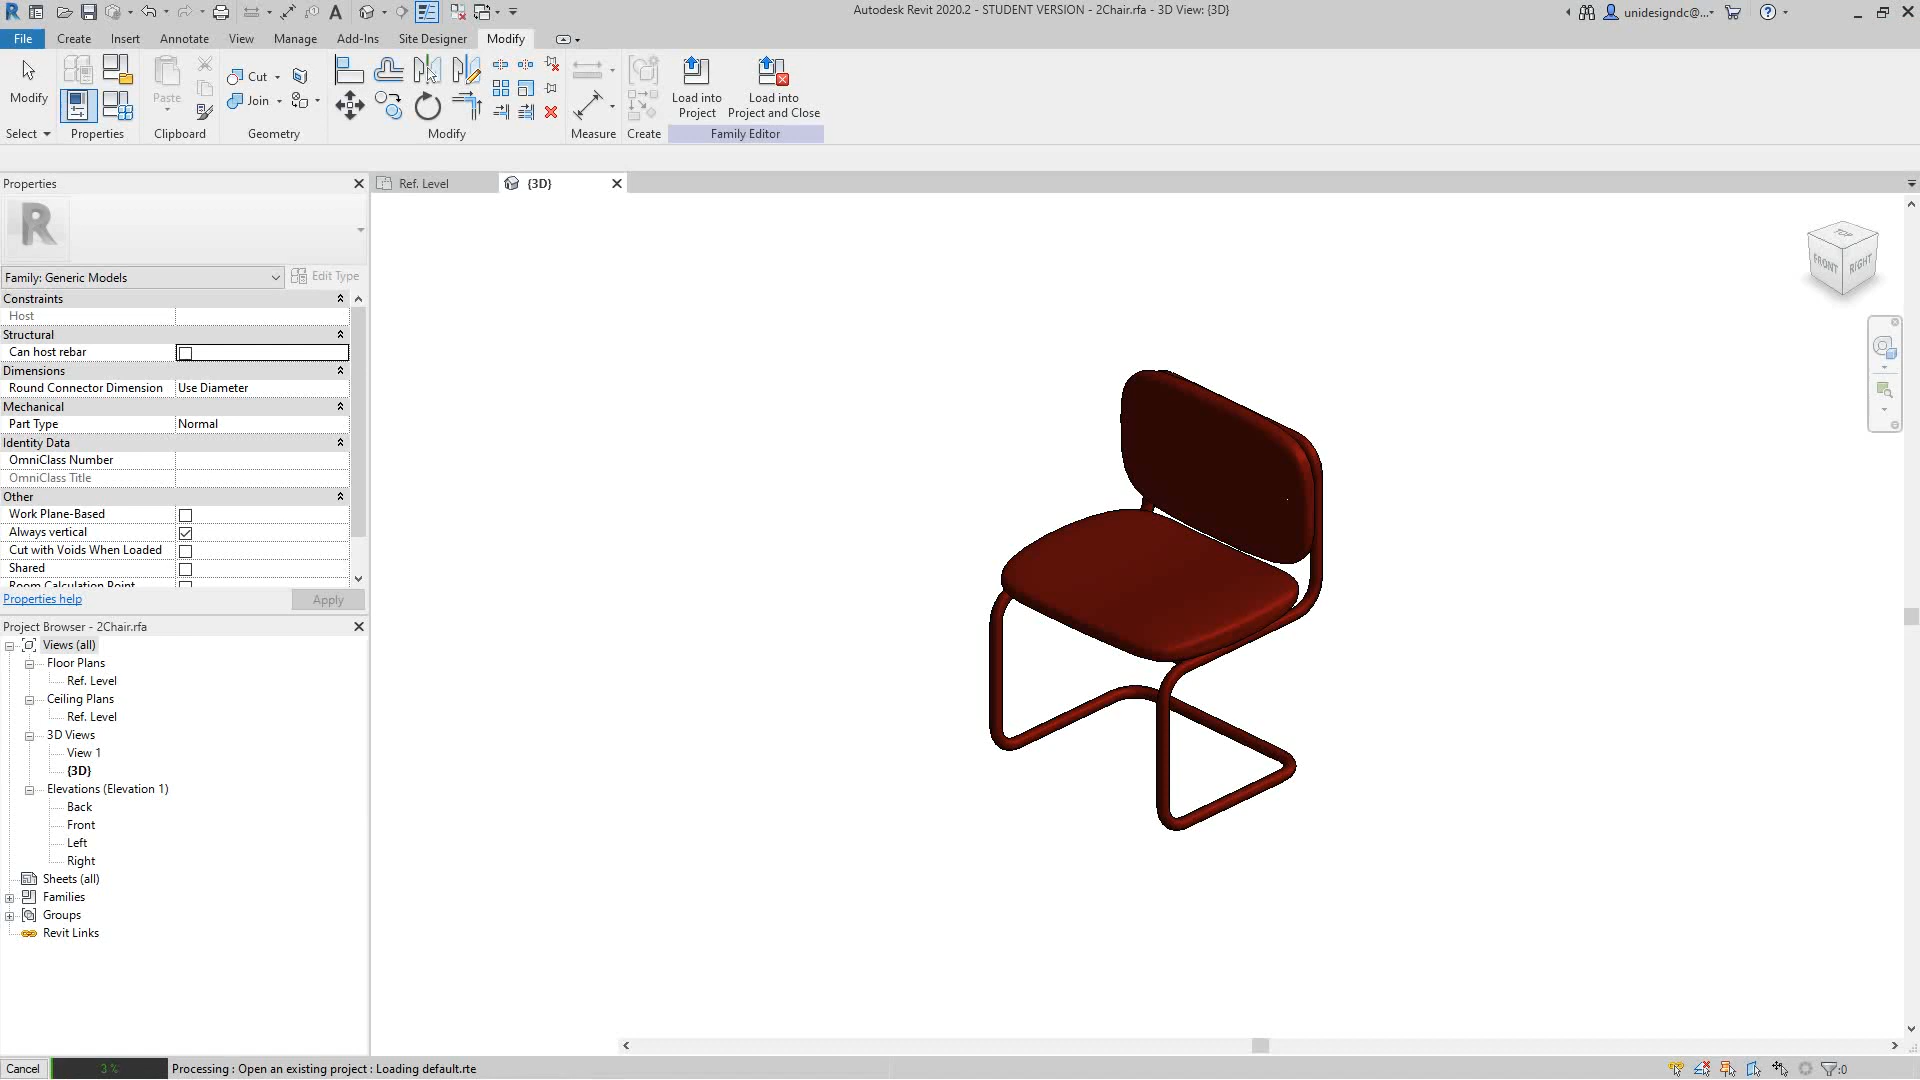 Autodesk Revit 2020.2 - STUDENT VERSION - 2Chair.rfa - 3D View: {3D}
unidesigndc@...
File Create Insert Annotate View Manage Add-Ins Site Designer Modify
Modify
Paste
Cut
Join
Load into Project
Load into Project and Close
Select Properties Clipboard Geometry Modify Measure Create Family Editor
Properties
Ref. Level
{3D}
TOP
FRONT
RIGHT
Family: Generic Models
Edit Type
Constraints
Host
Structural
Can host rebar
Dimensions
Round Connector Dimension Use Diameter
Mechanical
Part Type Normal
Identity Data
OmniClass Number
OmniClass Title
Other
Work Plane-Based
Always vertical
Cut with Voids When Loaded
Shared
Room Calculation Point
Properties help
Apply
Project Browser - 2Chair.rfa
Views (all)
Floor Plans
Ref. Level
Ceiling Plans
Ref. Level
3D Views
View 1
{3D}
Elevations (Elevation 1)
Back
Front
Left
Right
Sheets (all)
Families
Groups
Revit Links
Cancel
3 %
Processing : Open an existing project : Loading default.rte
:0